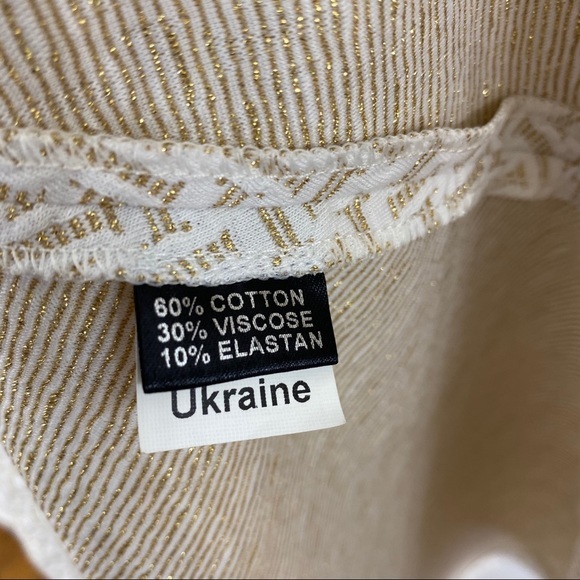 60% COTTON
30% VISCOSE
10% ELASTAN
Ukraine